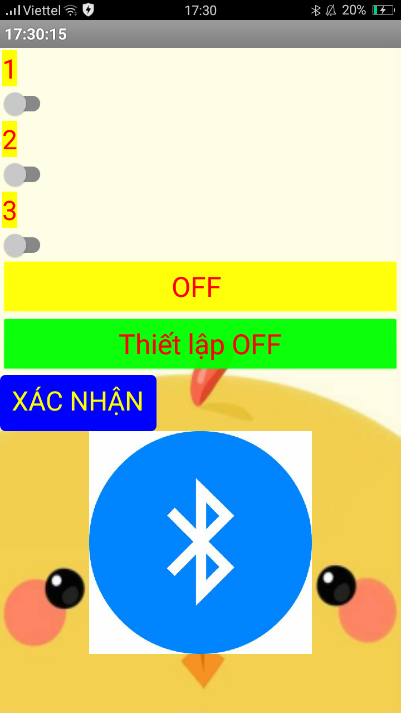 Viettel 17:30 20%
17:30:15
1
2
3
OFF
Thiết lập OFF
XÁC NHẬN